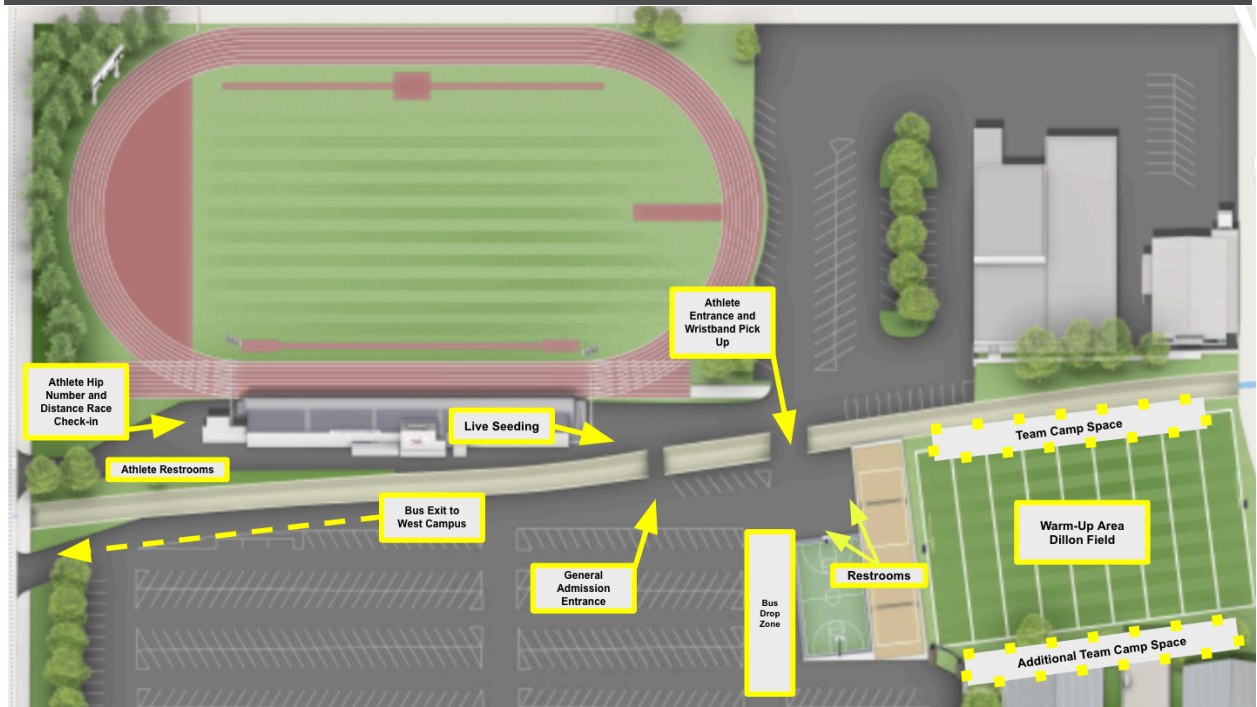 Athlete
Entrance and
Wristband Pick
Up
Athlete Hip
Number and
Distance Race
Check-in
Live Seeding
Team Camp Space
Athlete Restrooms
Bus Exit to
West Campus
Warm-Up Area
Dillon Field
General
Admission
Entrance
Restrooms
Bus
Drop
Zone
Additional Team Camp Space